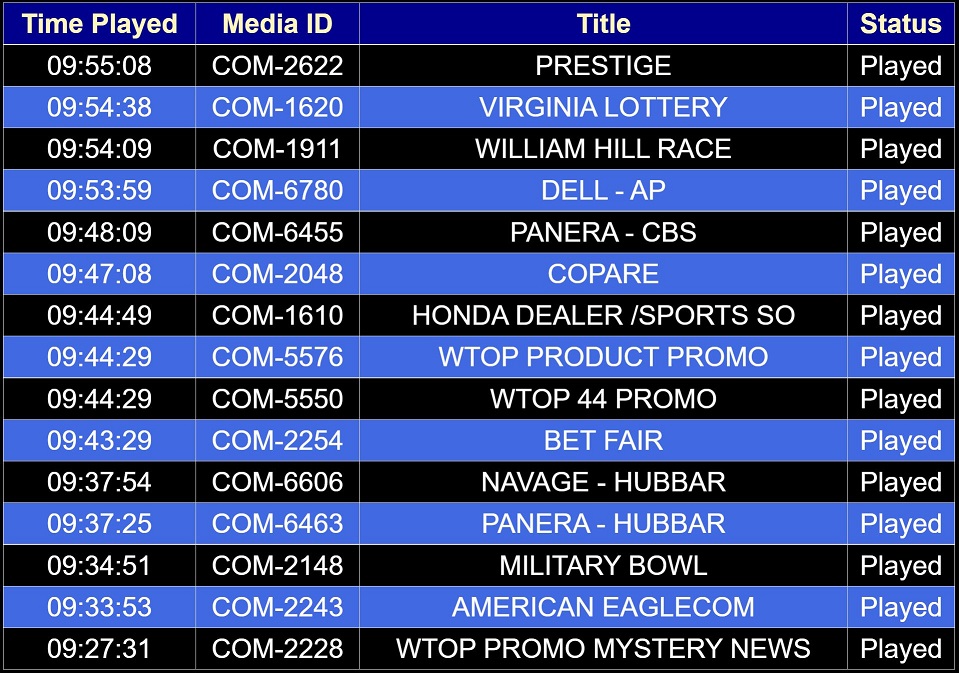 Time Played Media ID Title Status
09:55:08 COM-2622 PRESTIGE Played
09:54:38 COM-1620 VIRGINIA LOTTERY Played
09:54:09 COM-1911 WILLIAM HILL RACE Played
09:53:59 COM-6780 DELL - AP Played
09:48:09 COM-6455 PANERA - CBS Played
09:47:08 COM-2048 COPARE Played
09:44:49 COM-1610 HONDA DEALER /SPORTS SO Played
09:44:29 COM-5576 WTOP PRODUCT PROMO Played
09:44:29 COM-5550 WTOP 44 PROMO Played
09:43:29 COM-2254 BET FAIR Played
09:37:54 COM-6606 NAVAGE - HUBBAR Played
09:37:25 COM-6463 PANERA - HUBBAR Played
09:34:51 COM-2148 MILITARY BOWL Played
09:33:53 COM-2243 AMERICAN EAGLECOM Played
09:27:31 COM-2228 WTOP PROMO MYSTERY NEWS Played